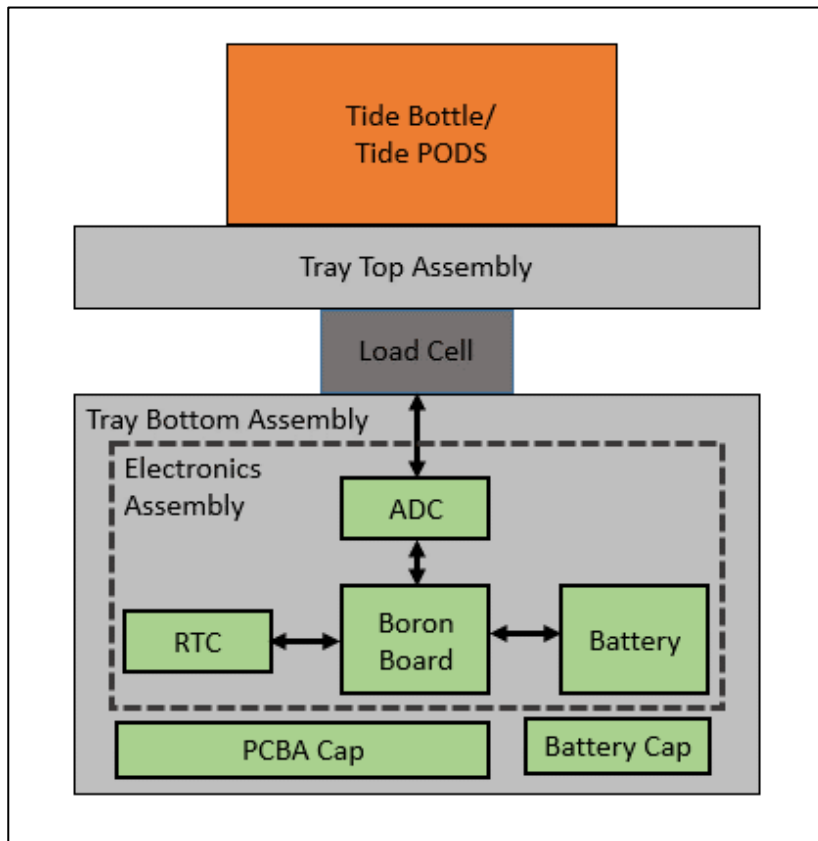 Tide Bottle/
Tide PODS
Tray Top Assembly
Load Cell
Tray Bottom Assembly
Electronics
Assembly
ADC
RTC
Boron
Board
Battery
PCBA Cap
Battery Cap